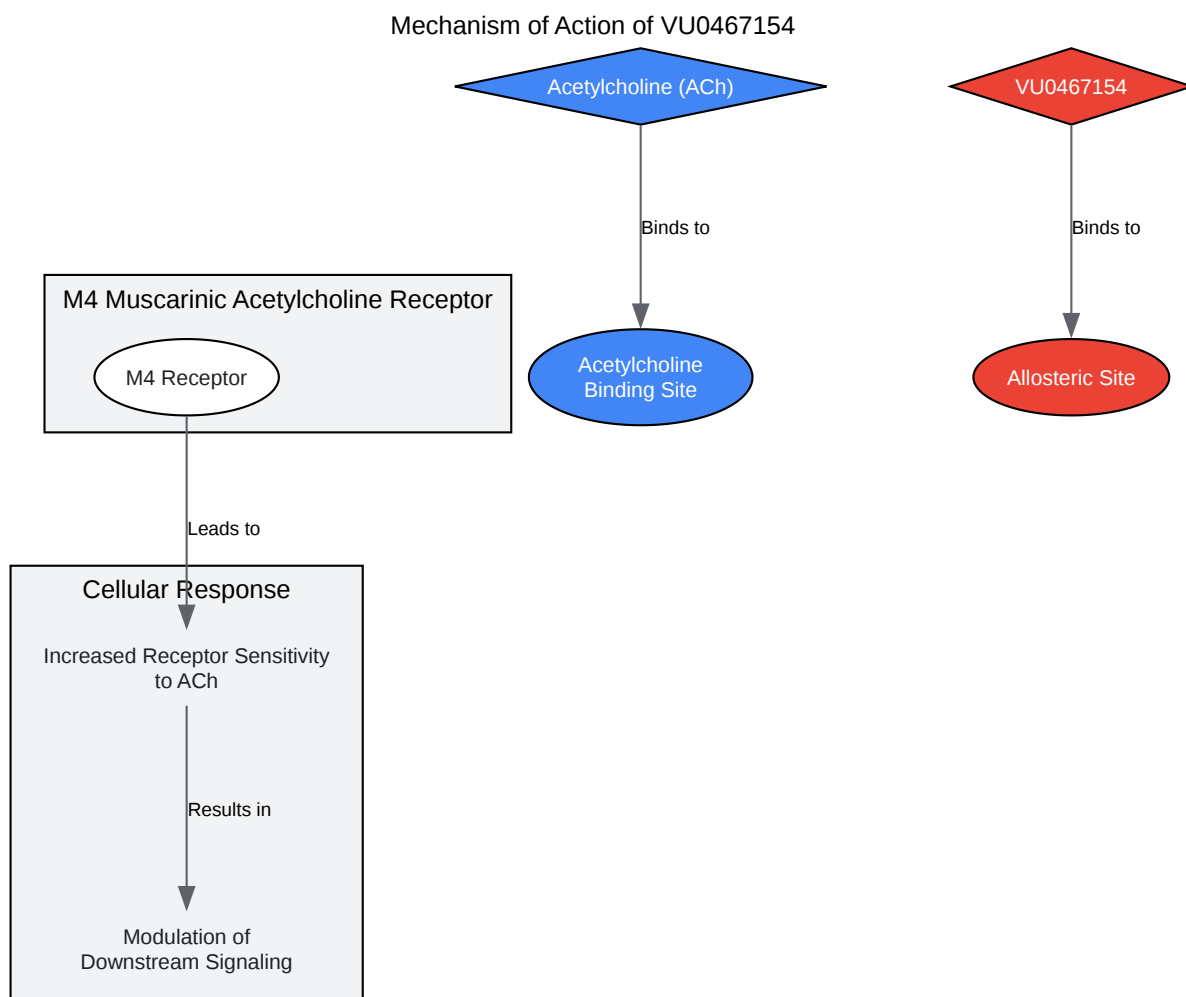 Mechanism of Action of VU0467154
Acetylcholine (ACh)
VU0467154
Binds to
Binds to
M4 Muscarinic Acetylcholine Receptor
M4 Receptor
Acetylcholine
Binding Site
Allosteric Site
Leads to
Cellular Response
Increased Receptor Sensitivity
to ACh
Results in
Modulation of
Downstream Signaling